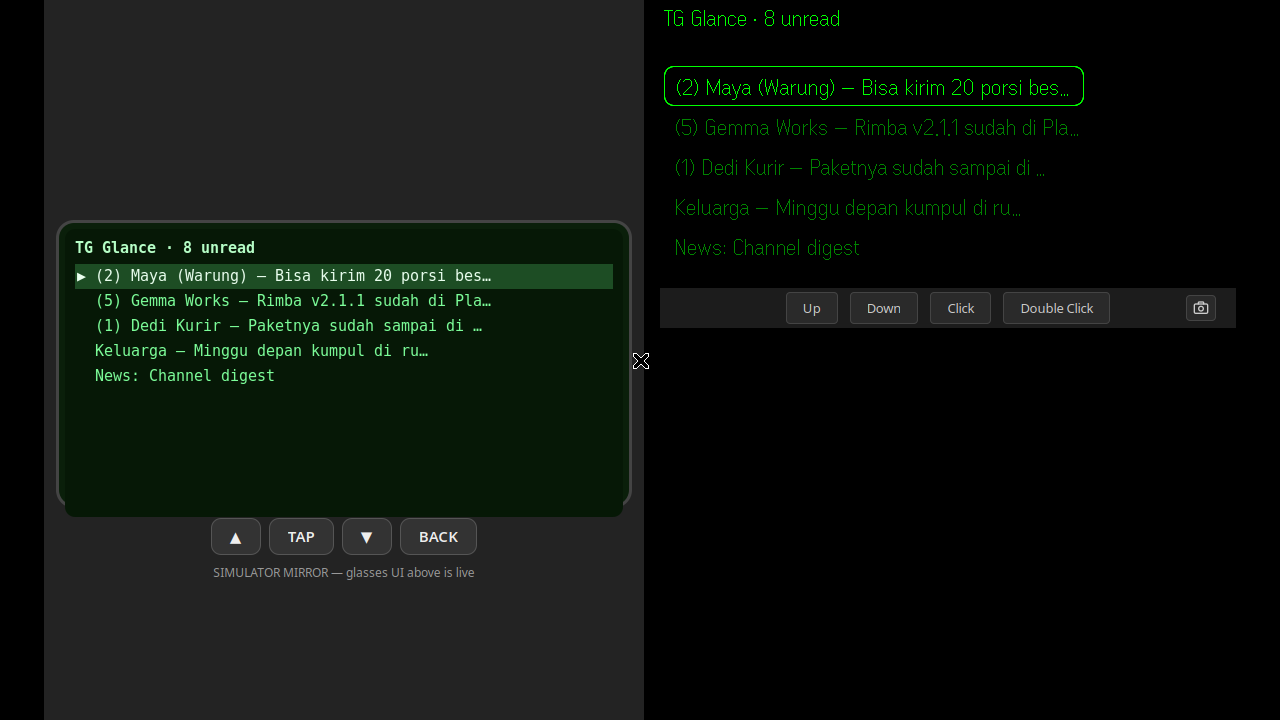 TG Glance · 8 unread
▶ (2) Maya (Warung) — Bisa kirim 20 porsi bes…
(5) Gemma Works — Rimba v2.1.1 sudah di Pla…
(1) Dedi Kurir — Paketnya sudah sampai di …
Keluarga — Minggu depan kumpul di ru…
News: Channel digest
▲ TAP ▼ BACK
SIMULATOR MIRROR — glasses UI above is live
TG Glance · 8 unread
(2) Maya (Warung) — Bisa kirim 20 porsi bes…
(5) Gemma Works — Rimba v2.1.1 sudah di Pla…
(1) Dedi Kurir — Paketnya sudah sampai di …
Keluarga — Minggu depan kumpul di ru…
News: Channel digest
Up Down Click Double Click